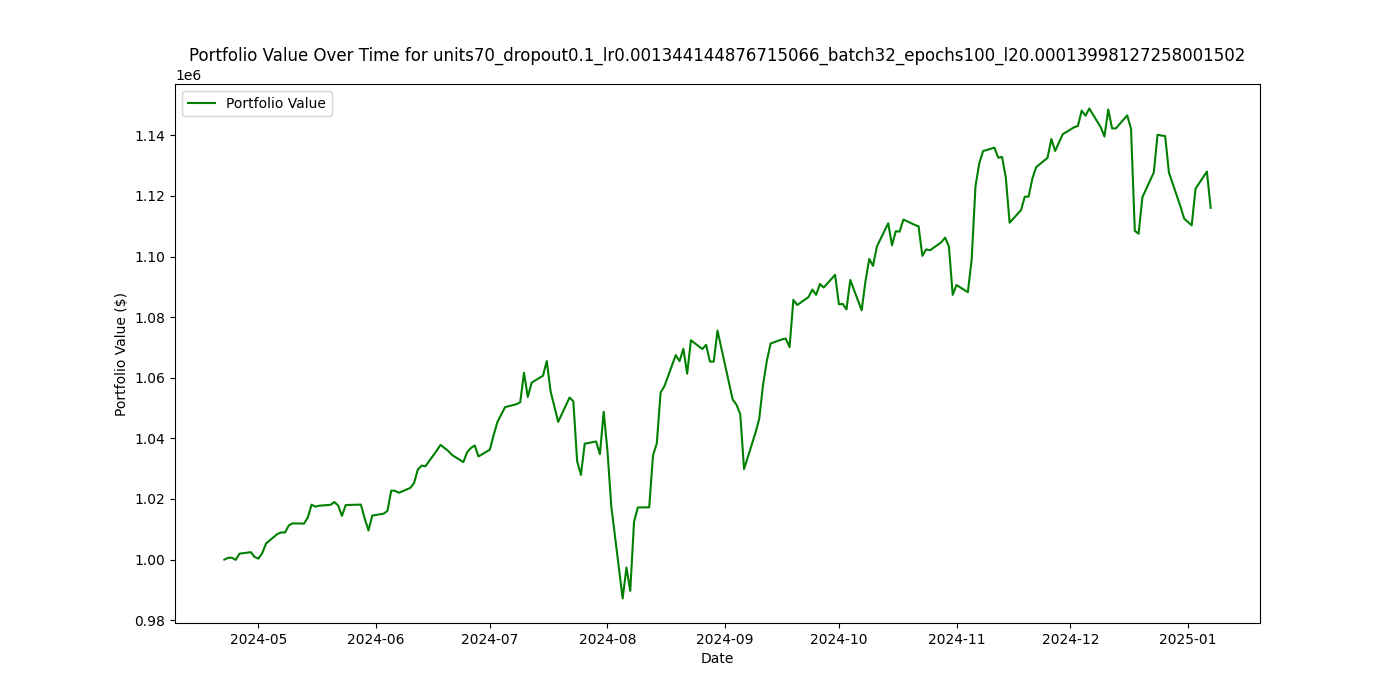 Portfolio Value Over Time for units70_dropout0.1_lr0.001344144876715066_batch32_epochs100_l20.00013998127258001502
1e6
Portfolio Value
1.14
1.12
1.10
1.08
1.06
1.04
1.02
1.00
0.98
Portfolio Value ($)
2024-05 2024-06 2024-07 2024-08 2024-09 2024-10 2024-11 2024-12 2025-01
Date